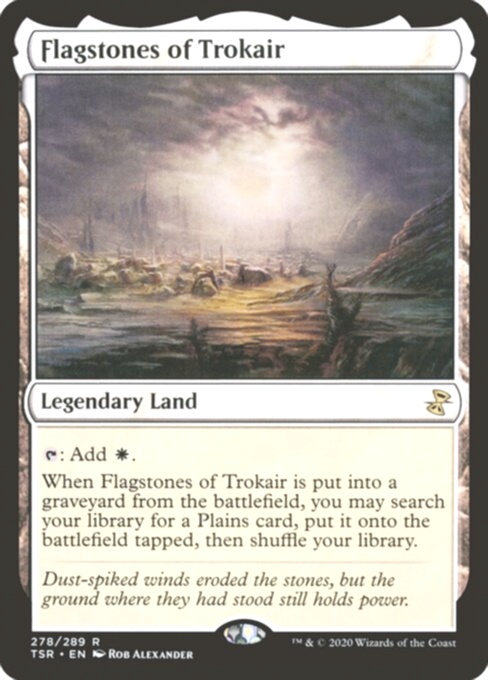 Flagstones of Trokair
Legendary Land
: Add .
When Flagstones of Trokair is put into a
graveyard from the battlefield, you may search
your library for a Plains card, put it onto the
battlefield tapped, then shuffle your library.
Dust-spiked winds eroded the stones, but the
ground where they had stood still holds power.
278/289 R
TSR • EN Rob Alexander
™ & © 2020 Wizards of the Coast